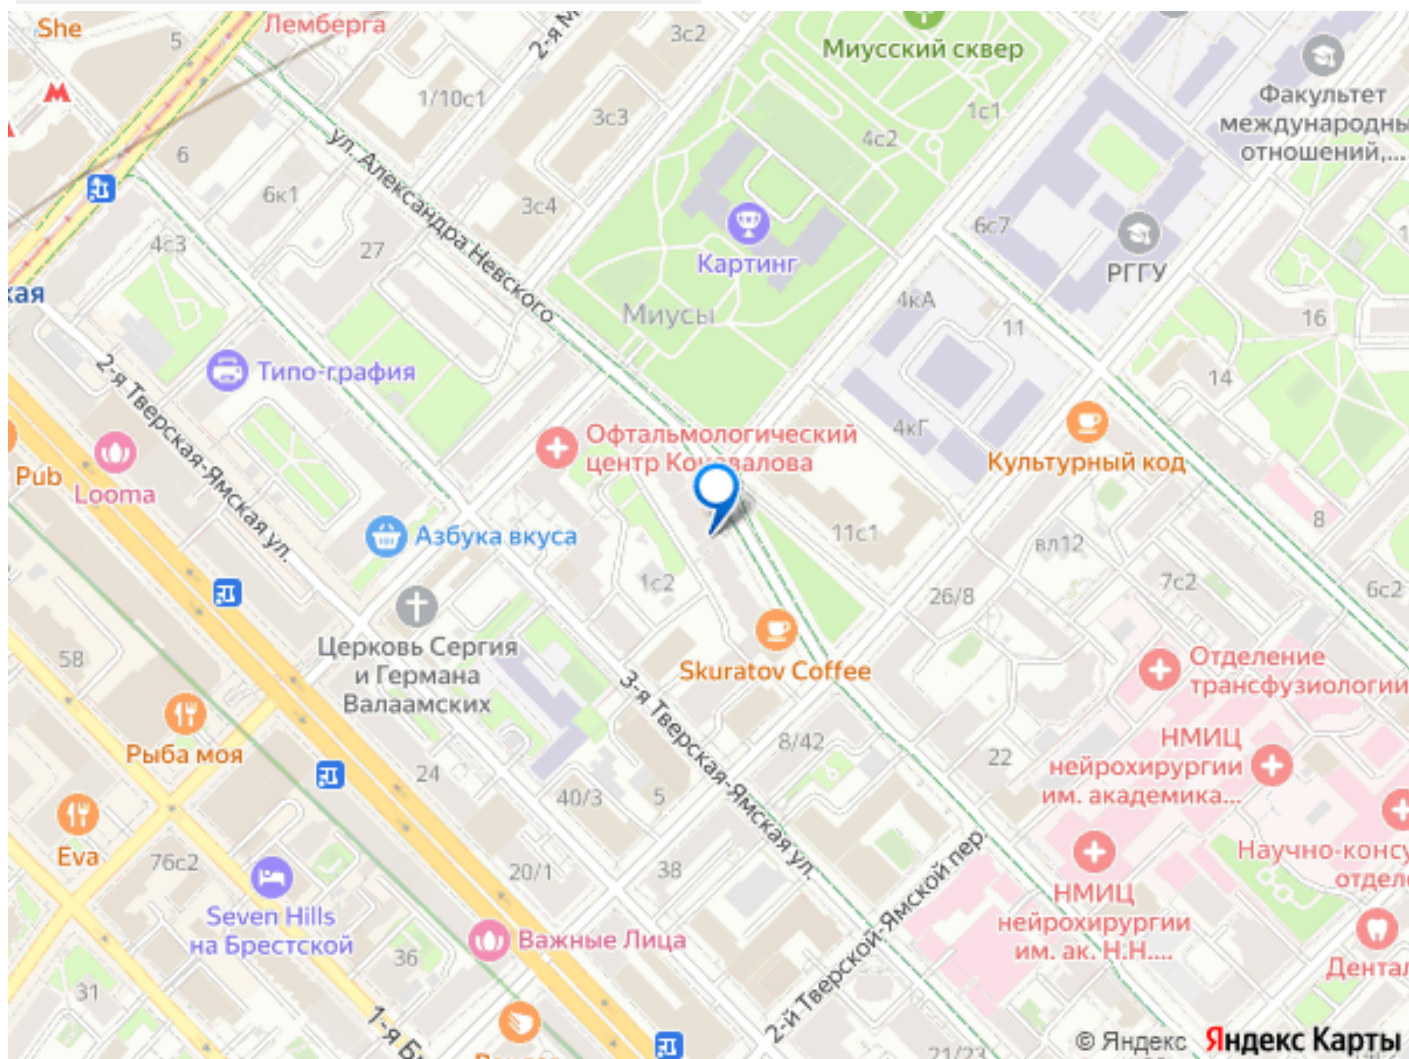 She
Лемберга
5
2-я М
3с2
Миусский сквер
Факультет
международны
отношений,...
1/10с1
3с3
1с1
4с2
ул. Александра Невского
6
6к1
3с4
27
4с3
Картинг
6с7
РГГУ
кая
Миусы
4кА
11
16
14
Типо-графия
2-я Тверская-Ямская ул.
4кГ
Офтальмологический
центр Коновалова
Культурный код
Pub
Looma
Азбука вкуса
11с1
вл12
8
1с2
7с2
6с2
26/8
Церковь Сергия
и Германа
Валаамских
58
Skuratov Coffee
Отделение
трансфузиологии
3-я Тверская-Ямская ул.
Рыба моя
8/42
22
НМИЦ
нейрохирургии
им. академика...
24
40/3
5
Eva
76с2
20/1
38
2-й Тверской-Ямской пер.
Научно-консу
отдел
НМИЦ
нейрохирургии
им. ак. Н.Н....
Seven Hills
на Брестской
Важные Лица
36
Дентал
31
1-я Б
21/23
© Яндекс Яндекс Карты